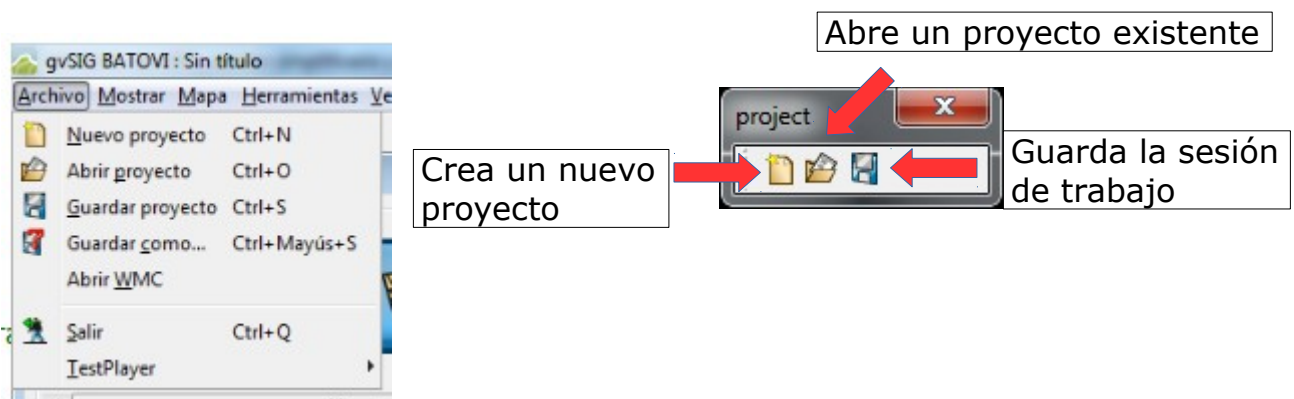 gvSIG BATOVI : Sin título
Archivo Mostrar Mapa Herramientas Ve
Nuevo proyecto Ctrl+N
Abrir proyecto Ctrl+O
Guardar proyecto Ctrl+S
Guardar como... Ctrl+Mayús+S
Abrir WMC
Salir Ctrl+Q
TestPlayer
Crea un nuevo
proyecto
Abre un proyecto existente
project
Guarda la sesión
de trabajo